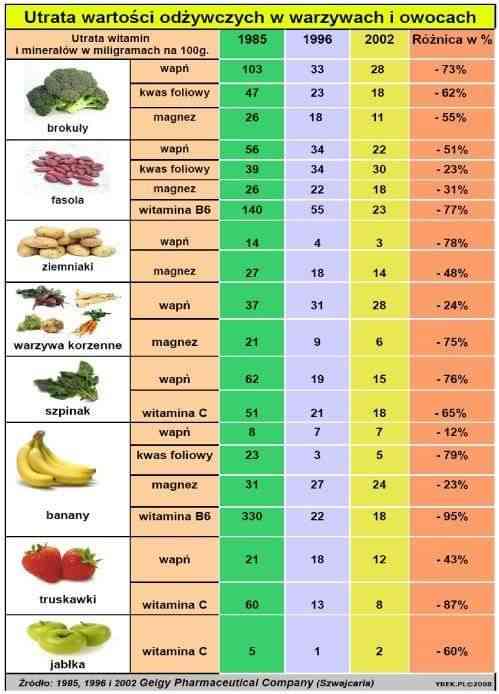 Utrata wartości odżywczych w warzywach i owocach
Utrata witamin
i minerałów w miligramach na 100g.
1985 1996 2002 Różnica w %
brokuły
wapń 103 33 28 - 73%
kwas foliowy 47 23 18 - 62%
magnez 26 18 11 - 55%
fasola
wapń 56 34 22 - 51%
kwas foliowy 39 34 30 - 23%
magnez 26 22 18 - 31%
witamina B6 140 55 23 - 77%
ziemniaki
wapń 14 4 3 - 78%
magnez 27 18 14 - 48%
warzywa korzenne
wapń 37 31 28 - 24%
magnez 21 9 6 - 75%
szpinak
wapń 62 19 15 - 76%
witamina C 51 21 18 - 65%
banany
wapń 8 7 7 - 12%
kwas foliowy 23 3 5 - 79%
magnez 31 27 24 - 23%
witamina B6 330 22 18 - 95%
truskawki
wapń 21 18 12 - 43%
witamina C 60 13 8 - 87%
jabłka
witamina C 5 1 2 - 60%
Źródło: 1985, 1996 i 2002 Geigy Pharmaceutical Company (Szwajcaria)
YREK.PL©2008